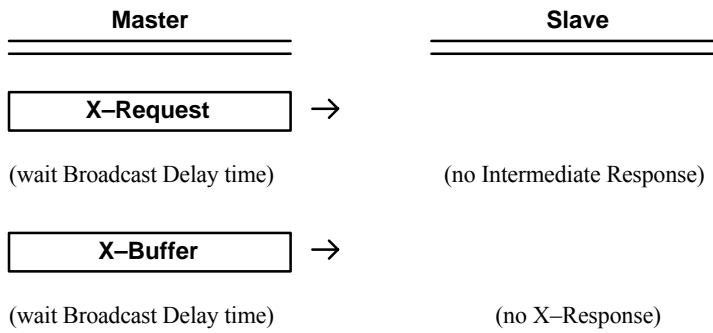 Master Slave
X–Request →
(wait Broadcast Delay time) (no Intermediate Response)
X–Buffer →
(wait Broadcast Delay time) (no X–Response)